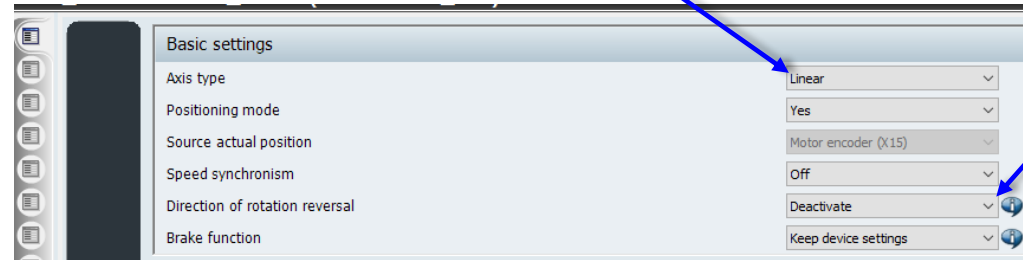 Basic settings
Axis type Linear
Positioning mode Yes
Source actual position Motor encoder (X15)
Speed synchronism Off
Direction of rotation reversal Deactivate
Brake function Keep device settings